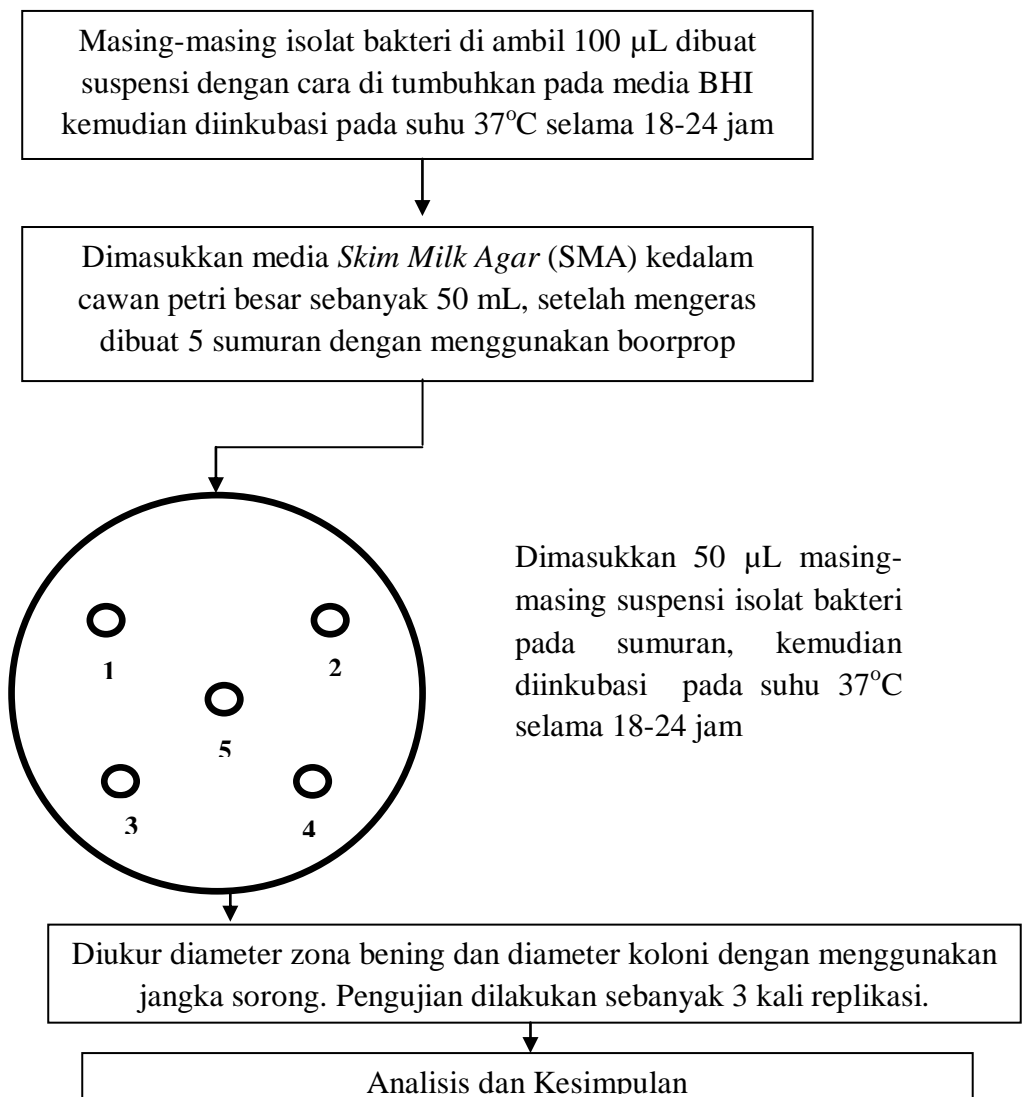 Masing-masing isolat bakteri di ambil 100 µL dibuat
suspensi dengan cara di tumbuhkan pada media BHI
kemudian diinkubasi pada suhu 37°C selama 18-24 jam
Dimasukkan media Skim Milk Agar (SMA) kedalam
cawan petri besar sebanyak 50 mL, setelah mengeras
dibuat 5 sumuran dengan menggunakan boorprop
1
2
5
3
4
Dimasukkan 50 µL masing-
masing suspensi isolat bakteri
pada sumuran, kemudian
diinkubasi pada suhu 37°C
selama 18-24 jam
Diukur diameter zona bening dan diameter koloni dengan menggunakan
jangka sorong. Pengujian dilakukan sebanyak 3 kali replikasi.
Analisis dan Kesimpulan